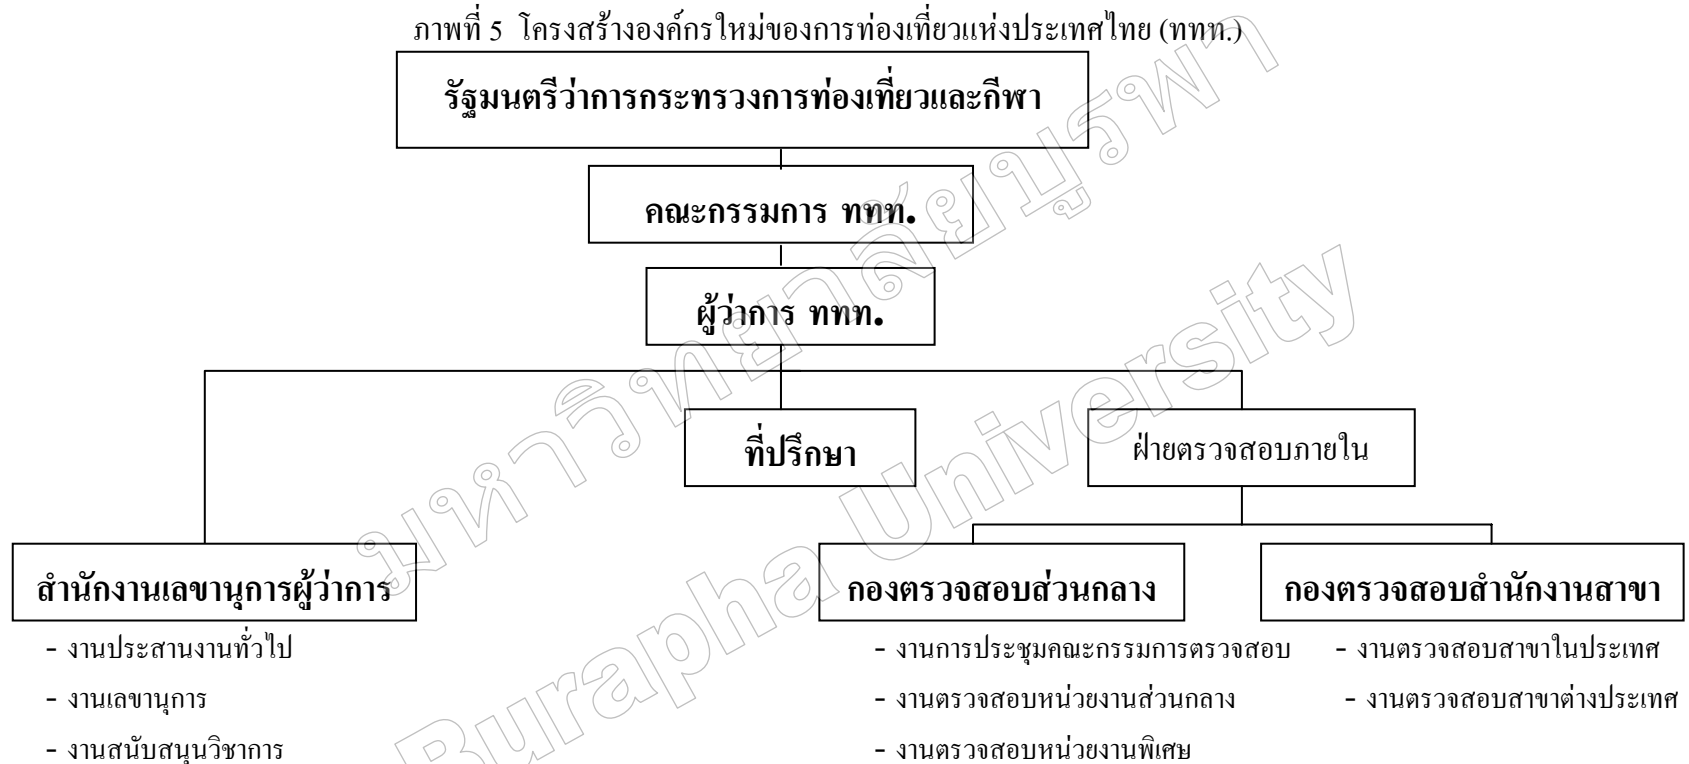 ภาพที่ 5 โครงสร้างองค์กรใหม่ของการท่องเที่ยวแห่งประเทศไทย (ททท.)
รัฐมนตรีว่าการกระทรวงการท่องเที่ยวและกีฬา
คณะกรรมการ ททท.
ผู้ว่าการ ททท.
ที่ปรึกษา
ฝ่ายตรวจสอบภายใน
สำนักงานเลขานุการผู้ว่าการ
- งานประสานงานทั่วไป
- งานเลขานุการ
- งานสนับสนุนวิชาการ
กองตรวจสอบส่วนกลาง
- งานการประชุมคณะกรรมการตรวจสอบ
- งานตรวจสอบหน่วยงานส่วนกลาง
- งานตรวจสอบหน่วยงานพิเศษ
กองตรวจสอบสำนักงานสาขา
- งานตรวจสอบสาขาในประเทศ
- งานตรวจสอบสาขาต่างประเทศ
มหาวิทยาลัยบูรพา
Burapha University